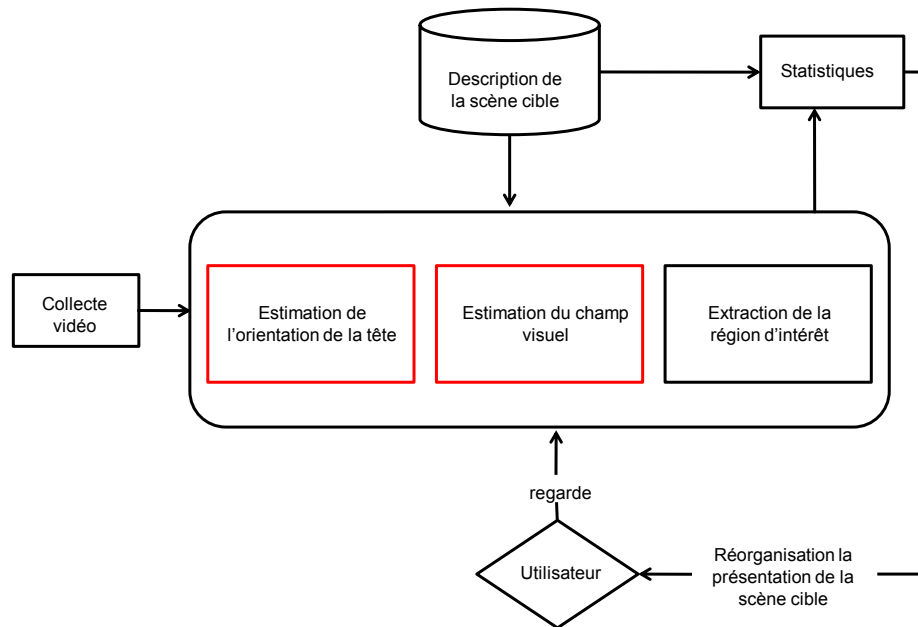 Description de
la scène cible
Statistiques
Collecte
vidéo
Estimation de
l'orientation de la tête
Estimation du champ
visuel
Extraction de la
région d'intérêt
regarde
Utilisateur
Réorganisation la
présentation de la
scène cible